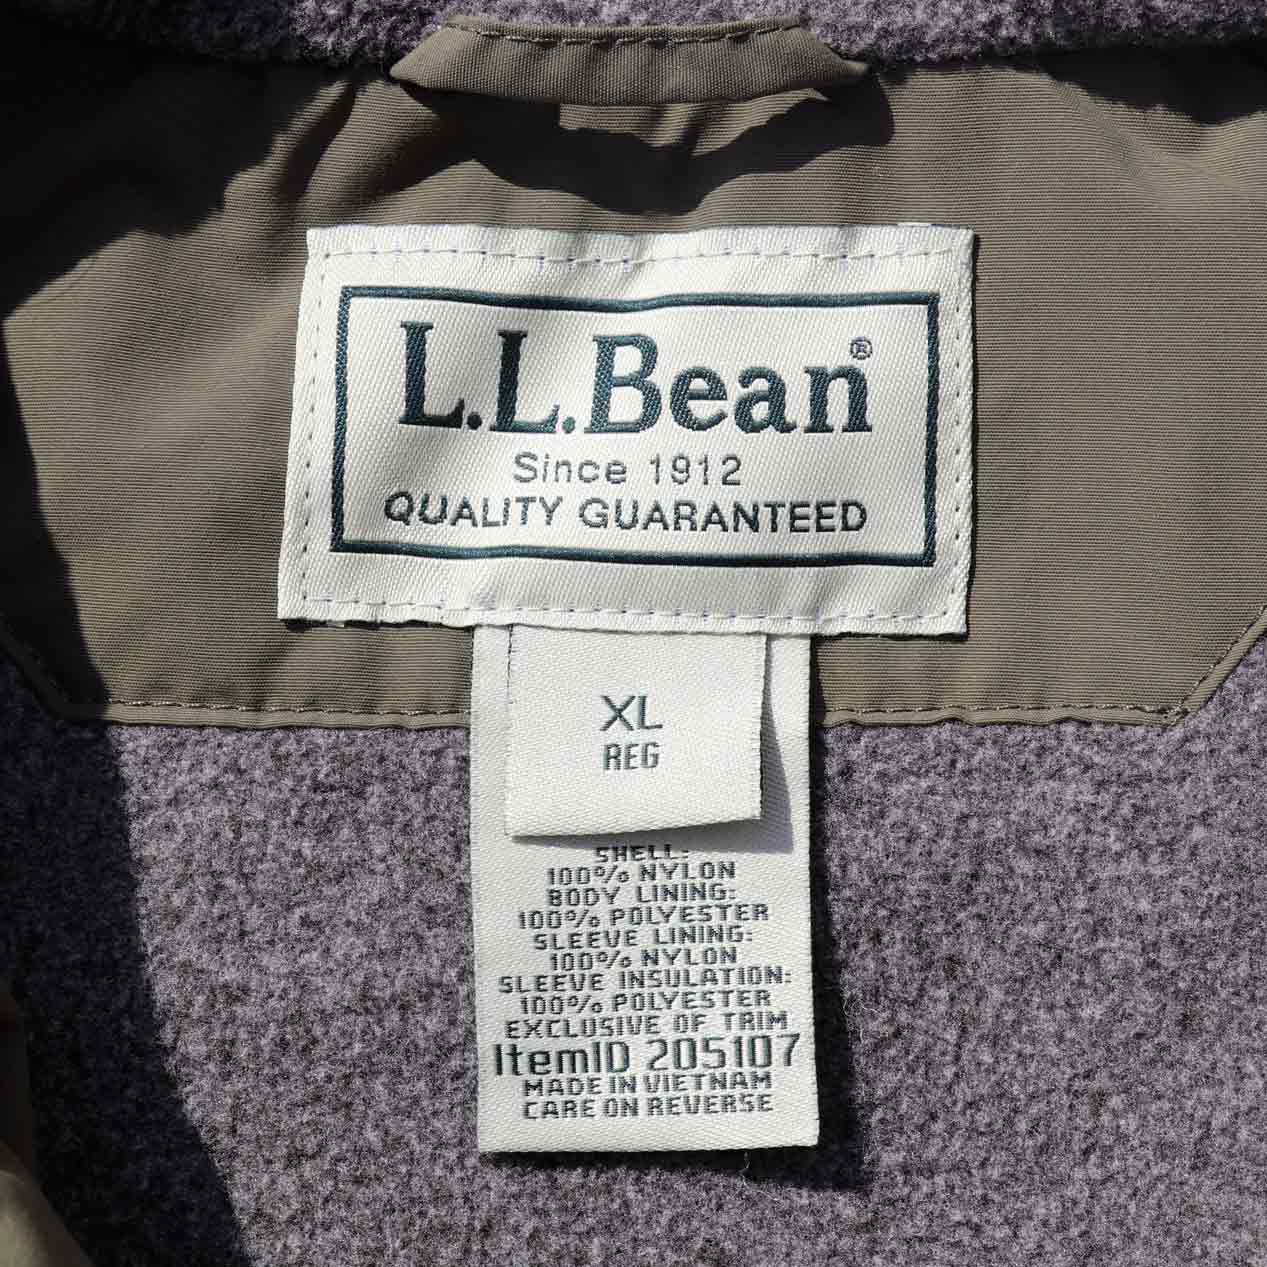 L.L.Bean®
Since 1912
QUALITY GUARANTEED
XL
REG
SHELL:
100% NYLON
BODY LINING:
100% POLYESTER
SLEEVE LINING:
100% NYLON
SLEEVE INSULATION:
100% POLYESTER
EXCLUSIVE OF TRIM
ItemID 205107
MADE IN VIETNAM
CARE ON REVERSE